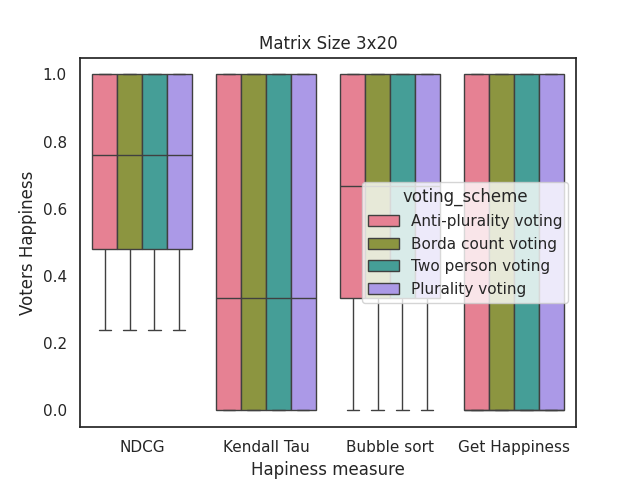 Matrix Size 3x20
Voters Happiness
1.0
0.8
0.6
0.4
0.2
0.0
voting_scheme
Anti-plurality voting
Borda count voting
Two person voting
Plurality voting
NDCG
Kendall Tau
Bubble sort
Get Happiness
Hapiness measure